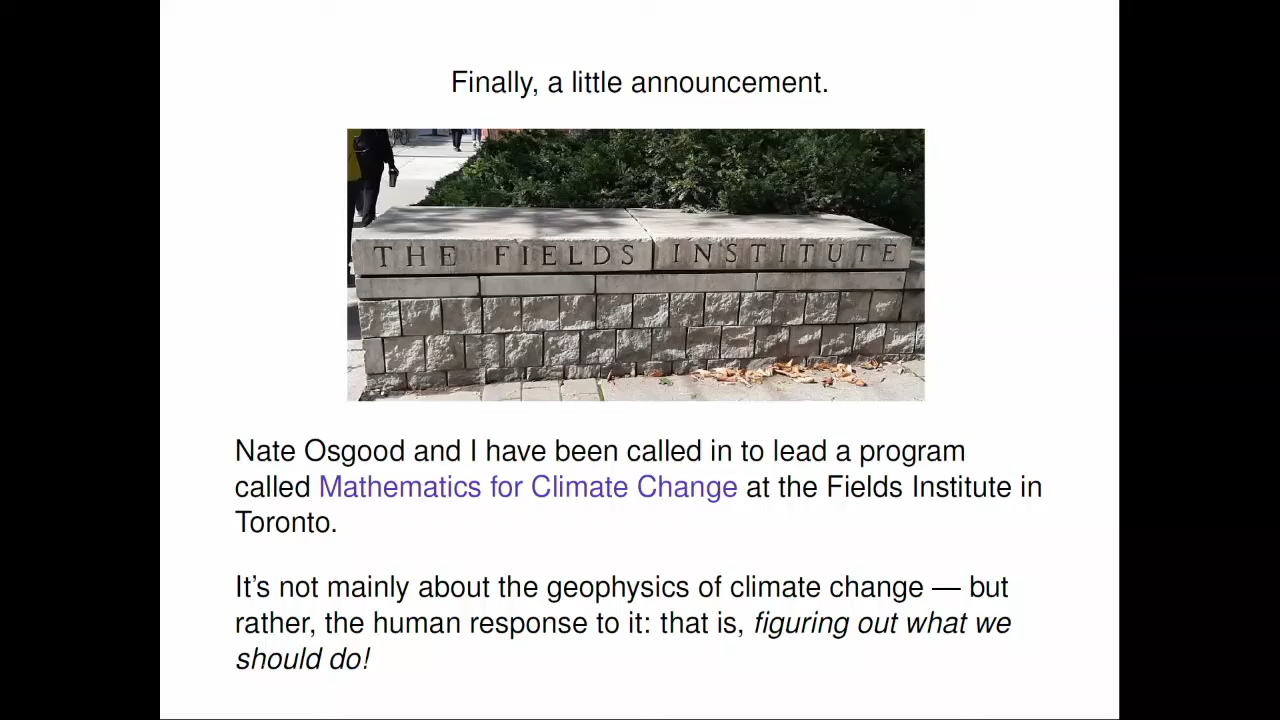 Finally, a little announcement.
THE FIELDS INSTITUTE
Nate Osgood and I have been called in to lead a program
called Mathematics for Climate Change at the Fields Institute in
Toronto.
It's not mainly about the geophysics of climate change — but
rather, the human response to it: that is, figuring out what we
should do!